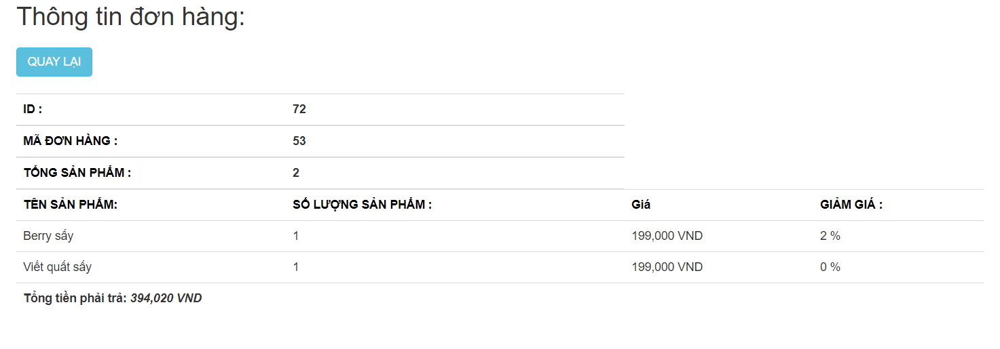 Thông tin đơn hàng:
QUAY LẠI
ID : 72
MÃ ĐƠN HÀNG : 53
TỔNG SẢN PHẨM : 2
TÊN SẢN PHẨM: SỐ LƯỢNG SẢN PHẨM : Giá GIẢM GIÁ :
Berry sấy 1 199,000 VND 2 %
Viết quất sấy 1 199,000 VND 0 %
Tổng tiền phải trả: 394,020 VND